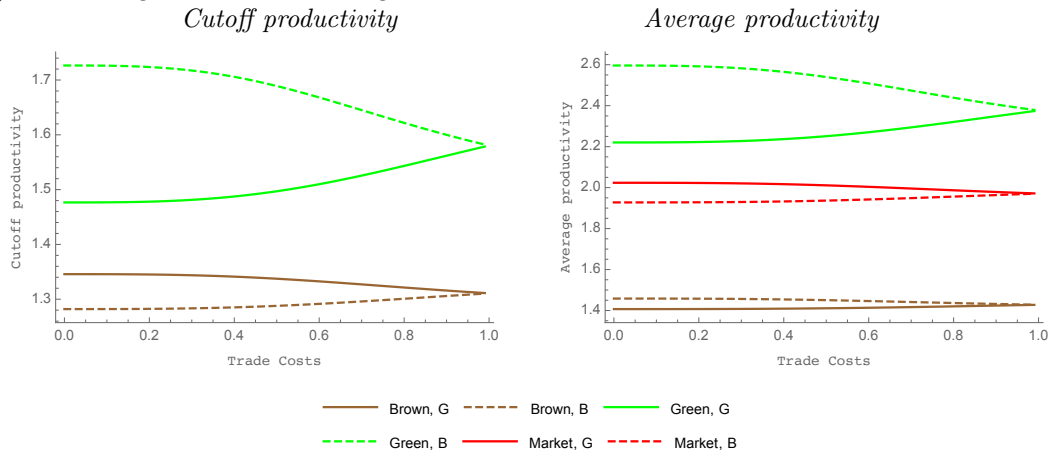 Cutoff productivity
Average productivity
Cutoff productivity
1.7
1.6
1.5
1.4
1.3
0.0 0.2 0.4 0.6 0.8 1.0
Trade Costs
Average productivity
2.6
2.4
2.2
2.0
1.8
1.6
1.4
0.0 0.2 0.4 0.6 0.8 1.0
Trade Costs
Brown, G Brown, B Green, G
Green, B Market, G Market, B